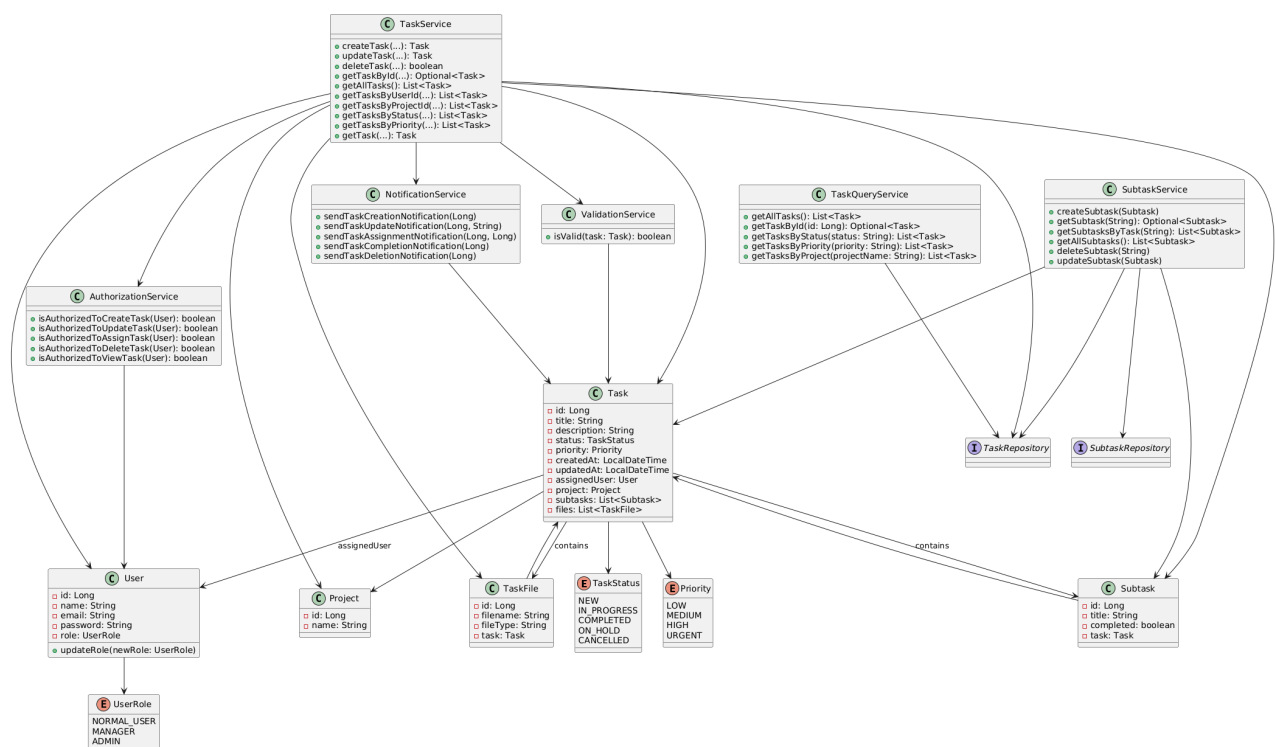 C TaskService
createTask(...): Task
updateTask(...): Task
deleteTask(...): boolean
getTaskById(...): Optional<Task>
getAllTasks(): List<Task>
getTasksByUserId(...): List<Task>
getTasksByProjectId(...): List<Task>
getTasksByStatus(...): List<Task>
getTasksByPriority(...): List<Task>
getTask(...): Task
C NotificationService
sendTaskCreationNotification(Long)
sendTaskUpdateNotification(Long, String)
sendTaskAssignmentNotification(Long, Long)
sendTaskCompletionNotification(Long)
sendTaskDeletionNotification(Long)
C ValidationService
isValid(task: Task): boolean
C TaskQueryService
getAllTasks(): List<Task>
getTaskById(id: Long): Optional<Task>
getTasksByStatus(status: String): List<Task>
getTasksByPriority(priority: String): List<Task>
getTasksByProject(projectName: String): List<Task>
C SubtaskService
createSubtask(Subtask)
getSubtask(String): Optional<Subtask>
getSubtasksByTask(String): List<Subtask>
getAllSubtasks(): List<Subtask>
deleteSubtask(String)
updateSubtask(Subtask)
C AuthorizationService
isAuthorizedToCreateTask(User): boolean
isAuthorizedToUpdateTask(User): boolean
isAuthorizedToAssignTask(User): boolean
isAuthorizedToDeleteTask(User): boolean
isAuthorizedToViewTask(User): boolean
C Task
id: Long
title: String
description: String
status: TaskStatus
priority: Priority
createdAt: LocalDateTime
updatedAt: LocalDateTime
assignedUser: User
project: Project
subtasks: List<Subtask>
files: List<TaskFile>
I TaskRepository
I SubtaskRepository
assignedUser
contains
contains
C User
id: Long
name: String
email: String
password: String
role: UserRole
updateRole(newRole: UserRole)
C Project
id: Long
name: String
C TaskFile
id: Long
filename: String
fileType: String
task: Task
E TaskStatus
NEW
IN_PROGRESS
COMPLETED
ON_HOLD
CANCELLED
E Priority
LOW
MEDIUM
HIGH
URGENT
C Subtask
id: Long
title: String
completed: boolean
task: Task
E UserRole
NORMAL_USER
MANAGER
ADMIN